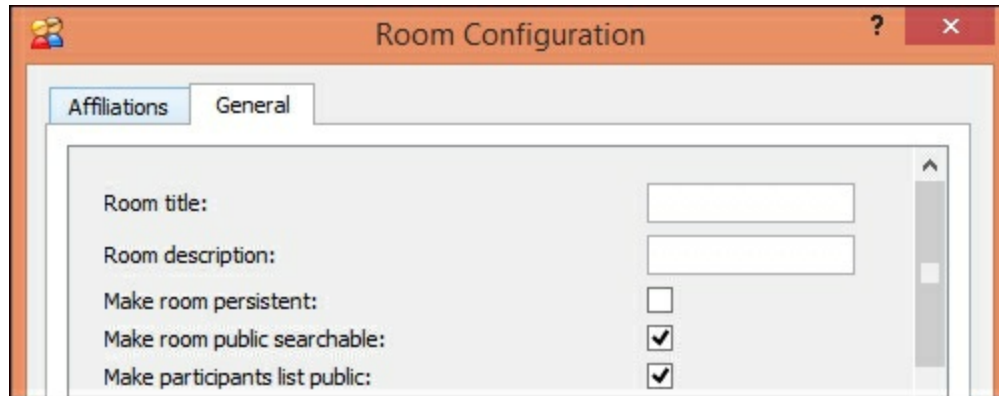 Room Configuration
?
Affiliations General
Room title:
Room description:
Make room persistent:
Make room public searchable:
Make participants list public: